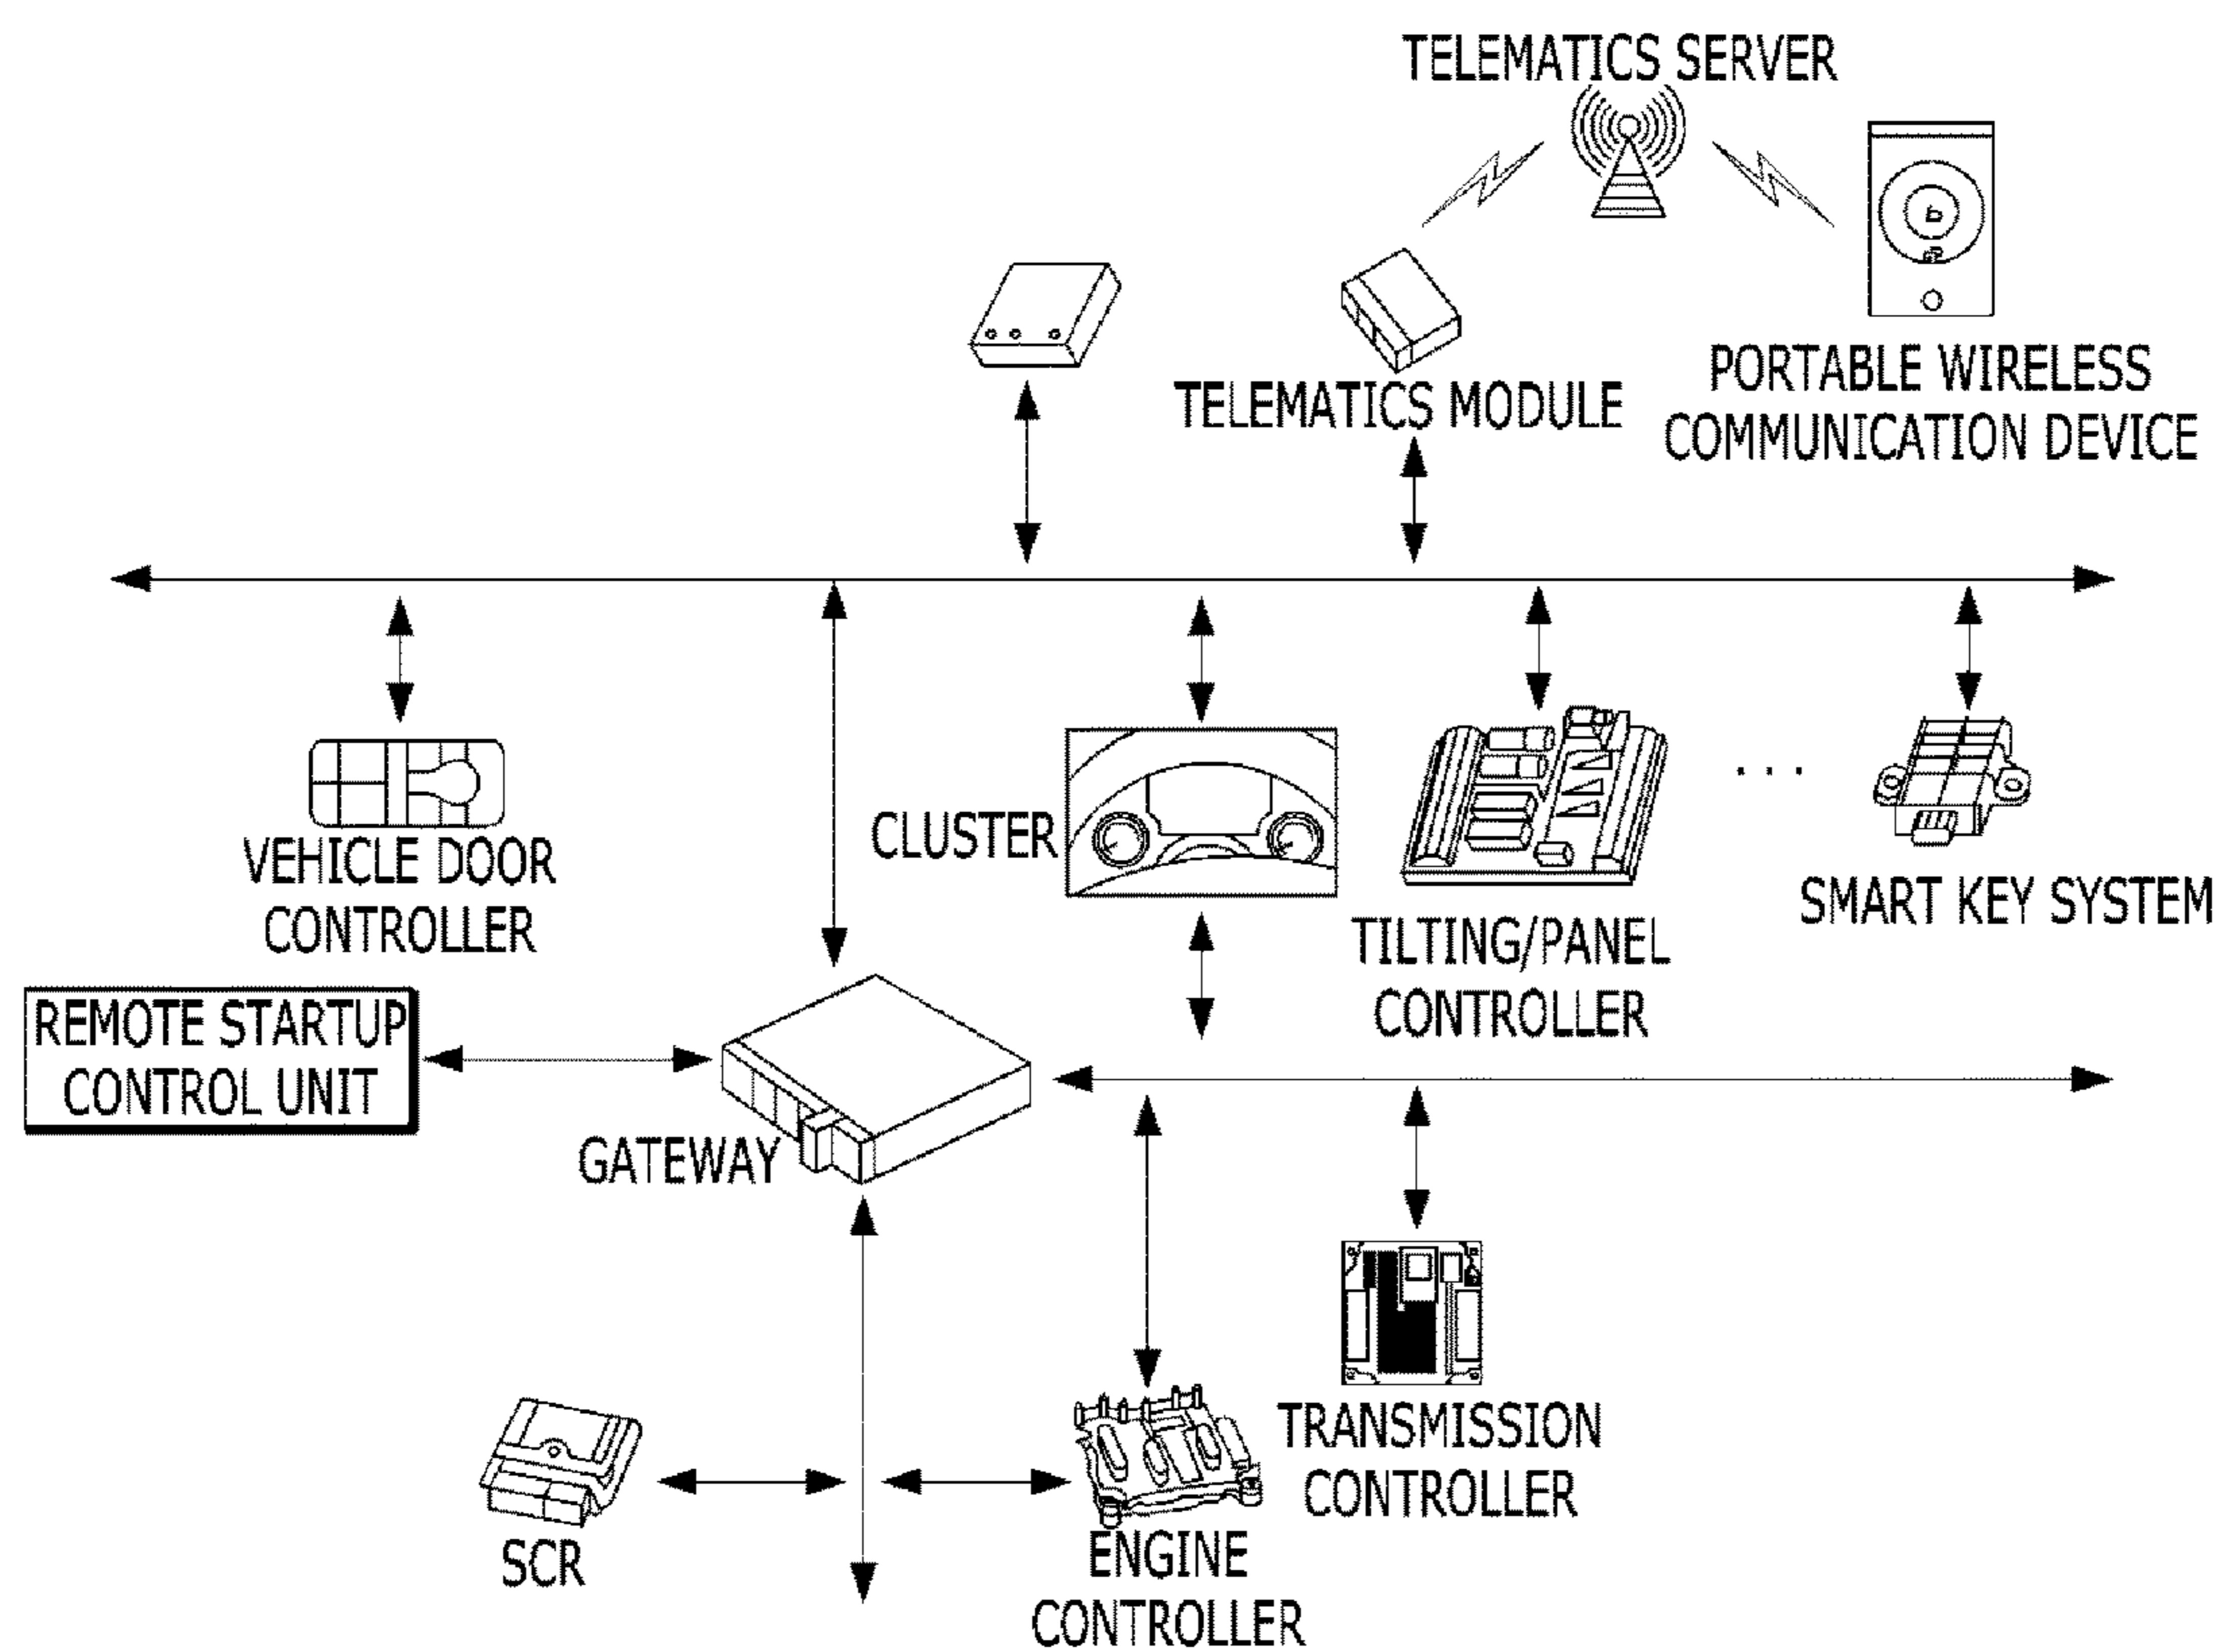 TELEMATICS SERVER
TELEMATICS MODULE
PORTABLE WIRELESS
COMMUNICATION DEVICE
VEHICLE DOOR
CONTROLLER
CLUSTER
TILTING/PANEL
CONTROLLER
...
SMART KEY SYSTEM
REMOTE STARTUP
CONTROL UNIT
GATEWAY
TRANSMISSION
CONTROLLER
SCR
ENGINE
CONTROLLER